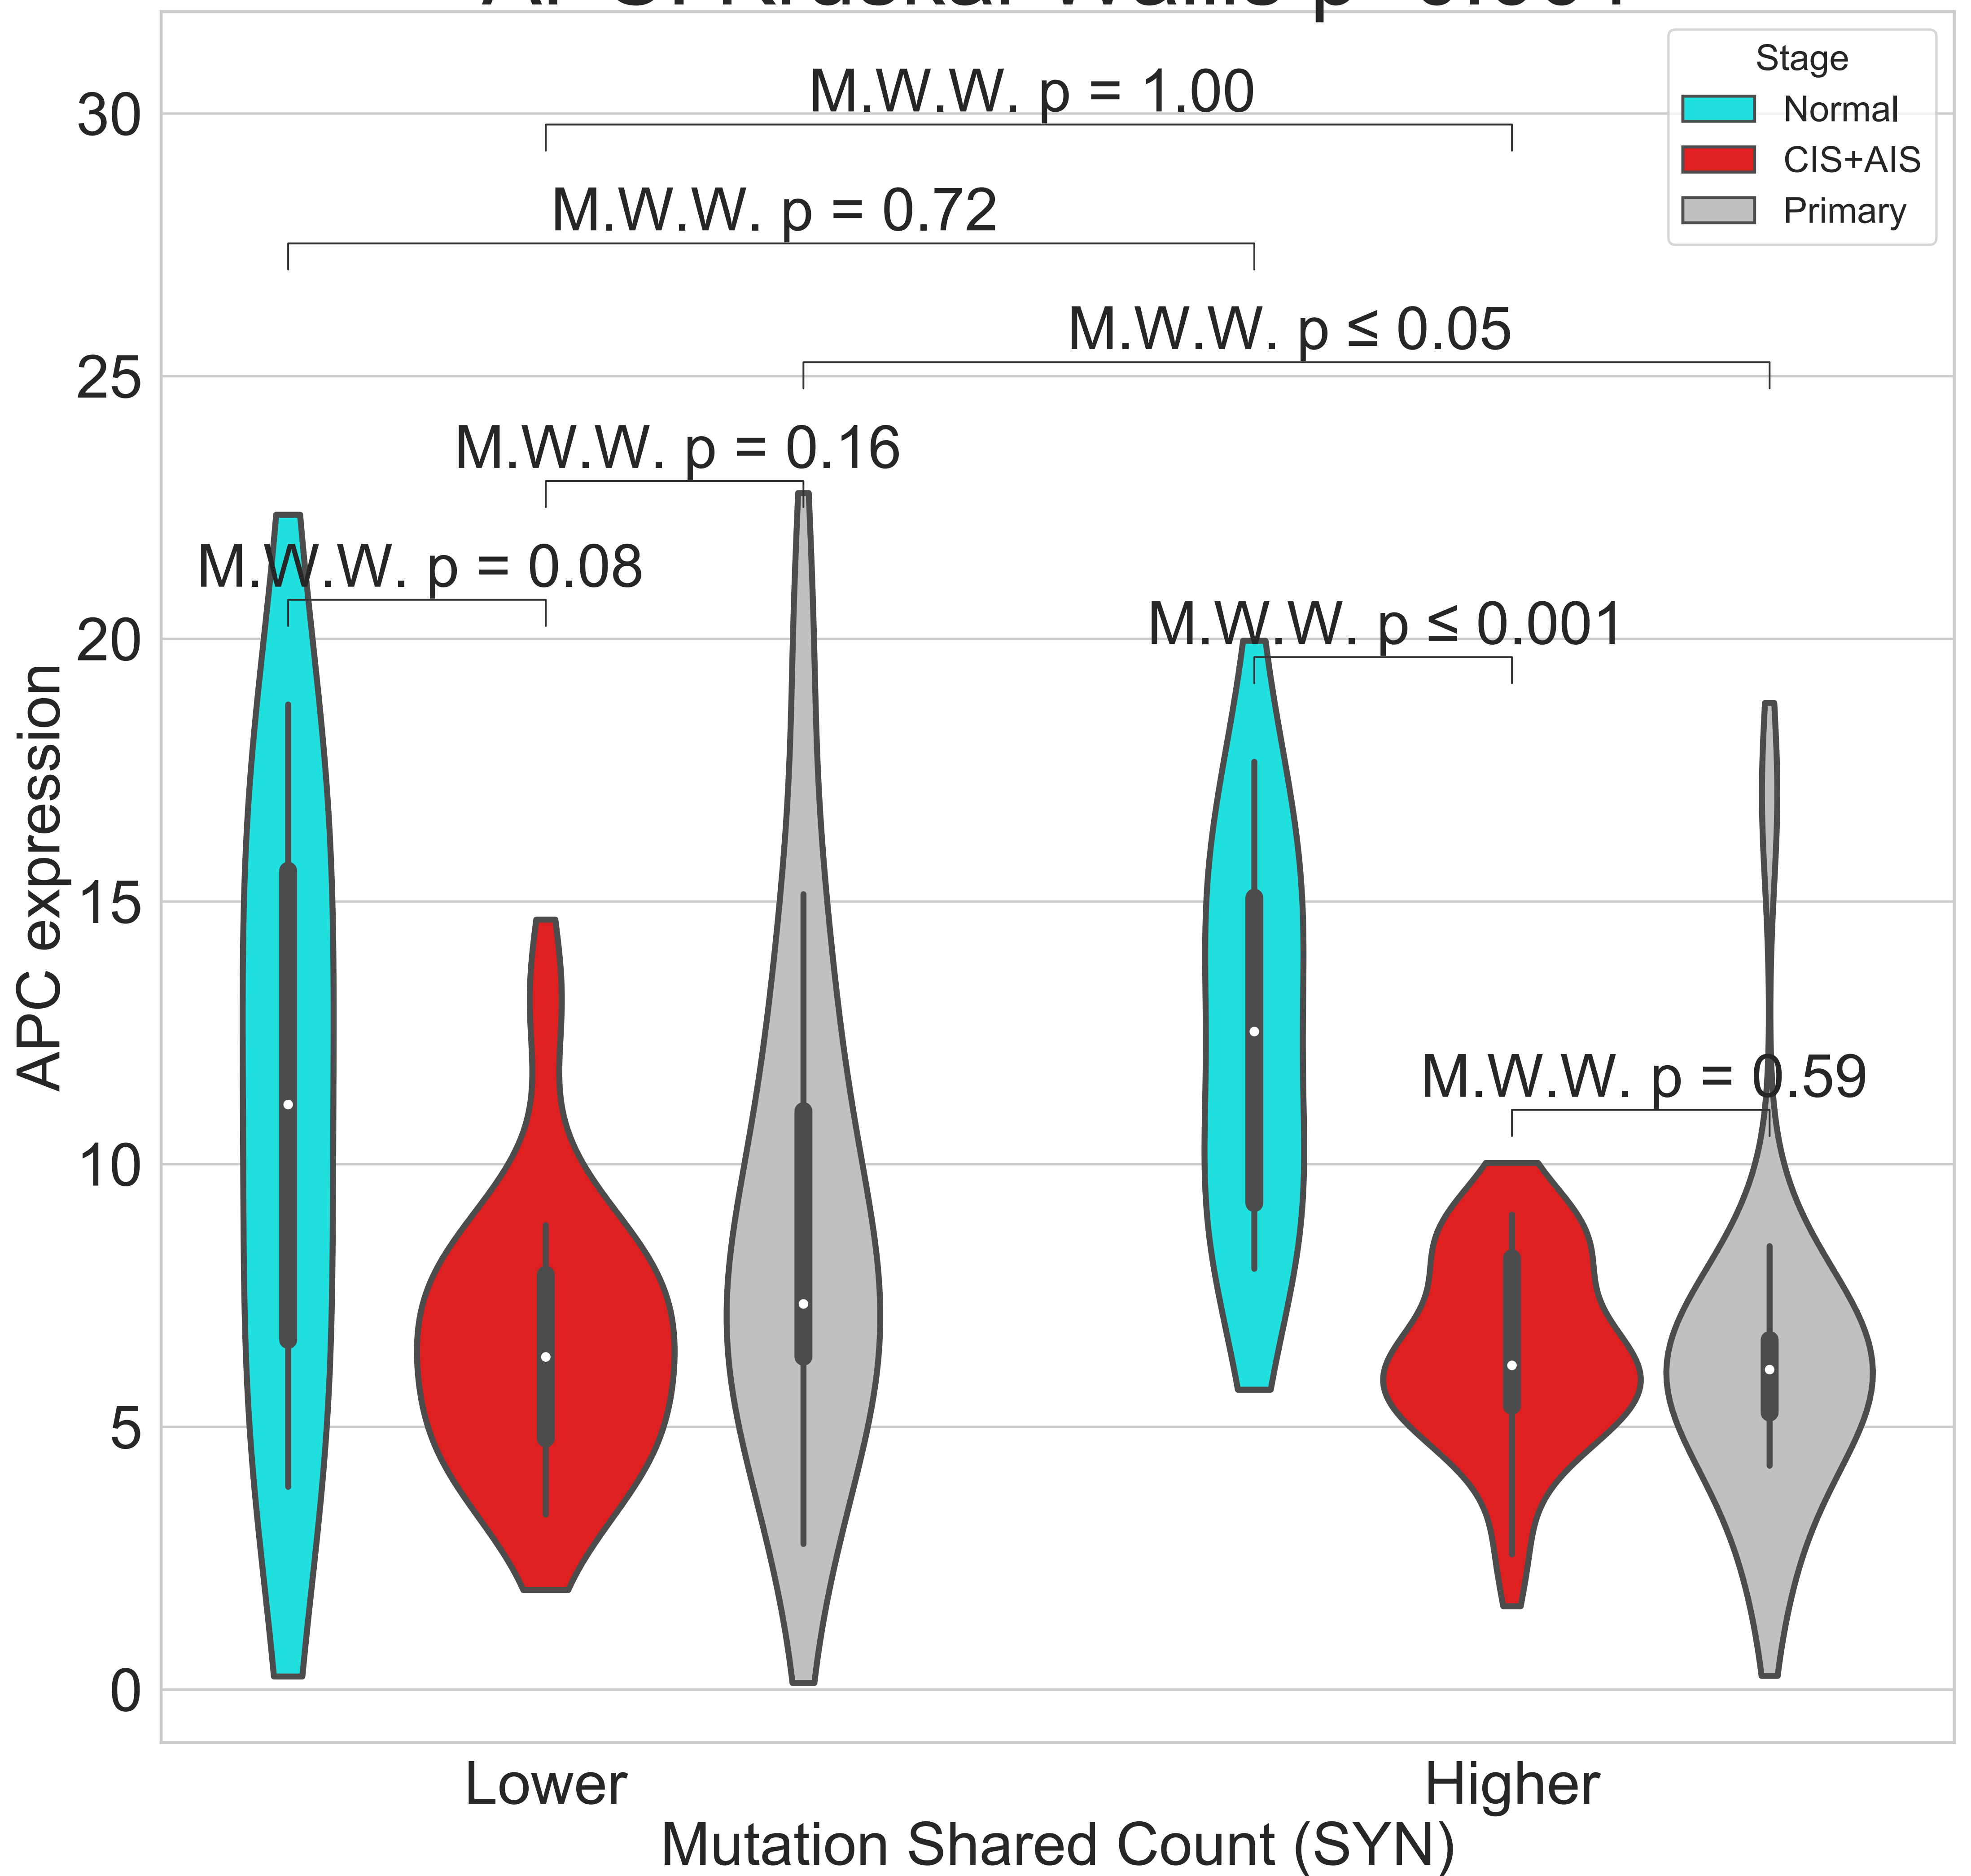 Stage
Normal
CIS+AIS
Primary
M.W.W. p = 1.00
M.W.W. p = 0.72
M.W.W. p ≤ 0.05
M.W.W. p = 0.16
M.W.W. p = 0.08
M.W.W. p ≤ 0.001
M.W.W. p = 0.59
30
25
20
15
10
5
0
APC expression
Lower
Higher
Mutation Shared Count (SYN)